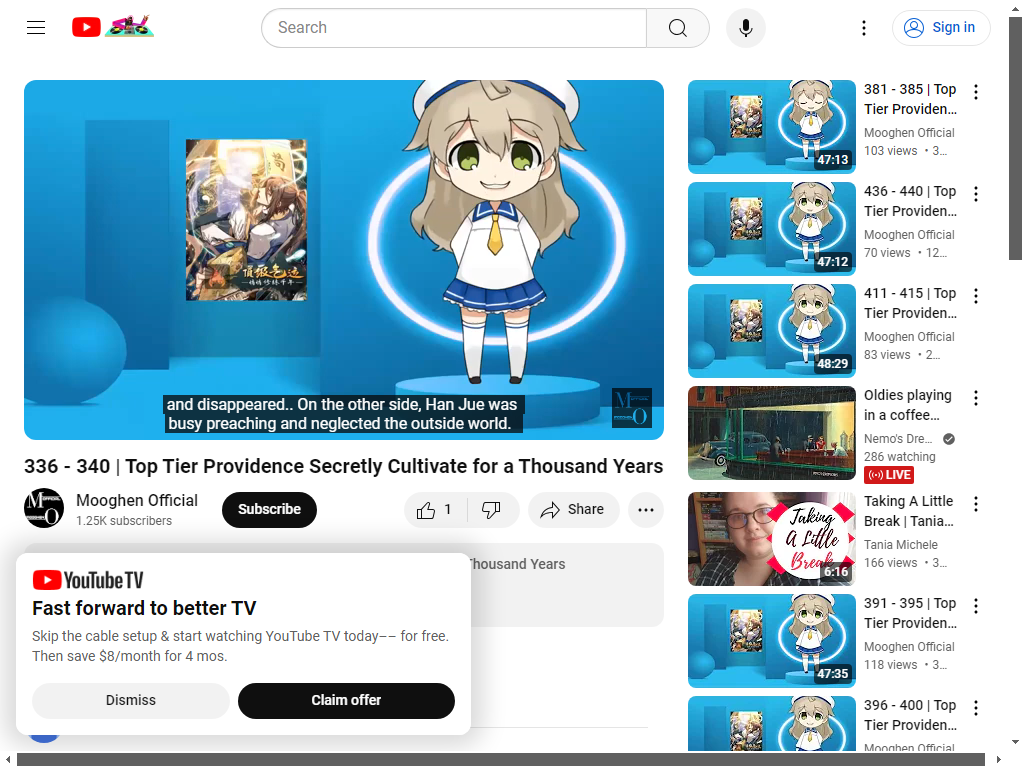 Search
Sign in
and disappeared.. On the other side, Han Jue was
busy preaching and neglected the outside world.
336 - 340 | Top Tier Providence Secretly Cultivate for a Thousand Years
Mooghen Official
1.25K subscribers
Subscribe
1
Share
Thousand Years
YouTube TV
Fast forward to better TV
Skip the cable setup & start watching YouTube TV today–– for free.
Then save $8/month for 4 mos.
Dismiss
Claim offer
47:13
381 - 385 | Top
Tier Providen...
Mooghen Official
103 views • 3...
47:12
436 - 440 | Top
Tier Providen...
Mooghen Official
70 views • 12...
48:29
411 - 415 | Top
Tier Providen...
Mooghen Official
83 views • 2...
Oldies playing
in a coffee...
Nemo's Dre...
286 watching
LIVE
Taking
A Little
Break
6:16
Taking A Little
Break | Tania...
Tania Michele
166 views • 3...
47:35
391 - 395 | Top
Tier Providen...
Mooghen Official
118 views • 3...
396 - 400 | Top
Tier Providen...
Mooghen Official